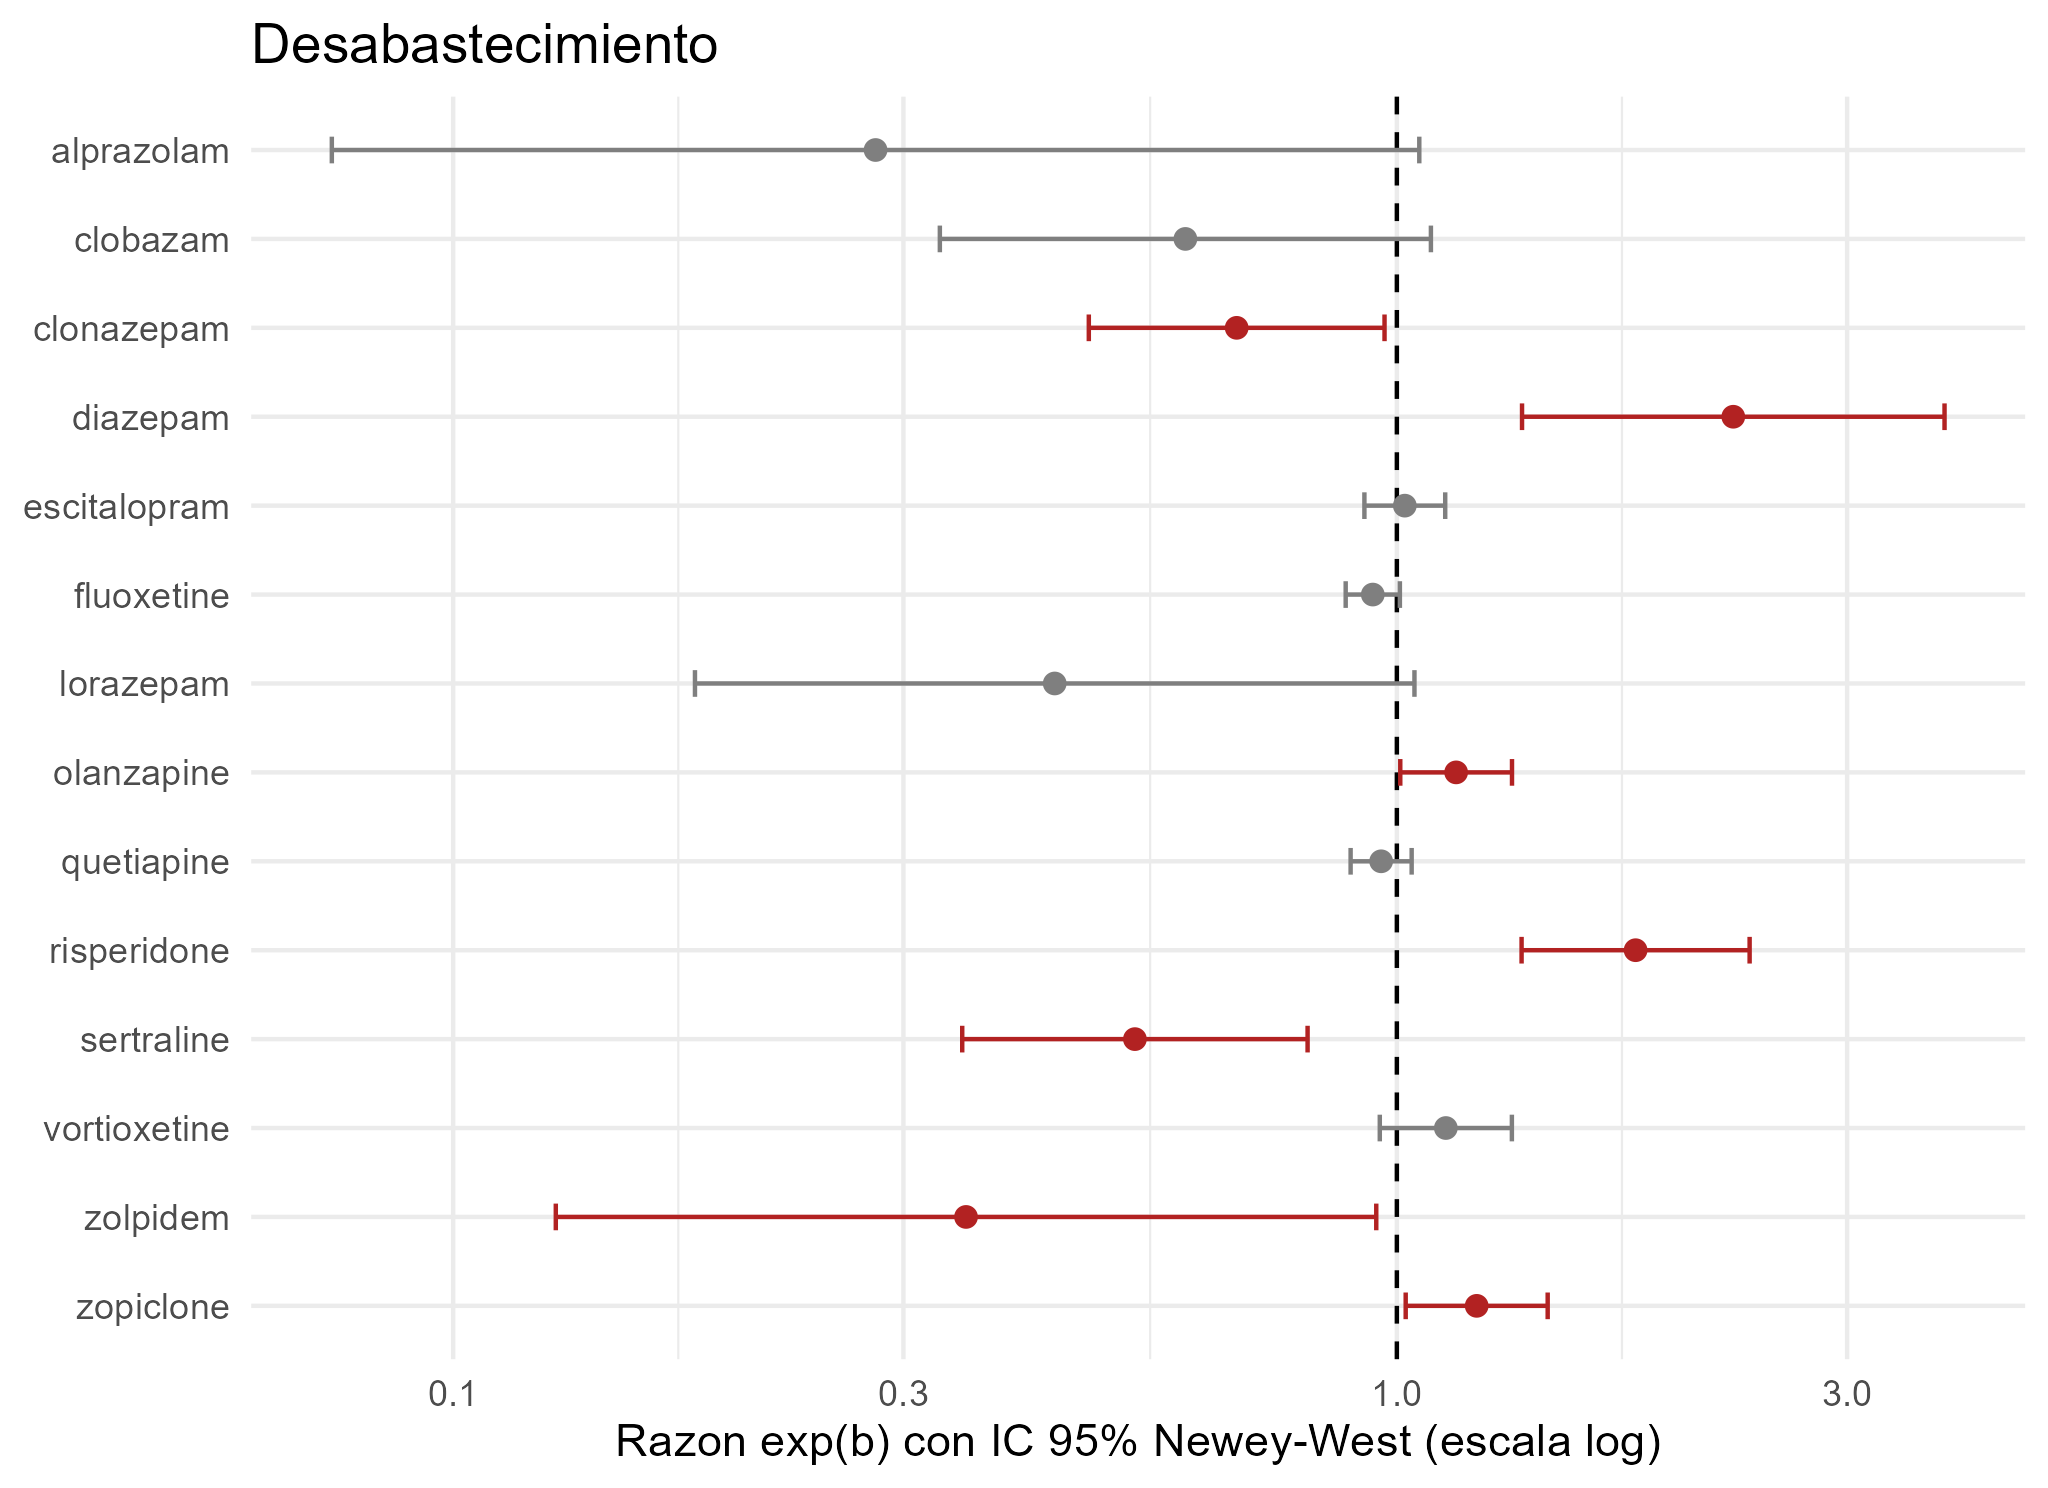 Desabastecimiento
alprazolam
clobazam
clonazepam
diazepam
escitalopram
fluoxetine
lorazepam
olanzapine
quetiapine
risperidone
sertraline
vortioxetine
zolpidem
zopiclone
0.1 0.3 1.0 3.0
Razon exp(b) con IC 95% Newey-West (escala log)